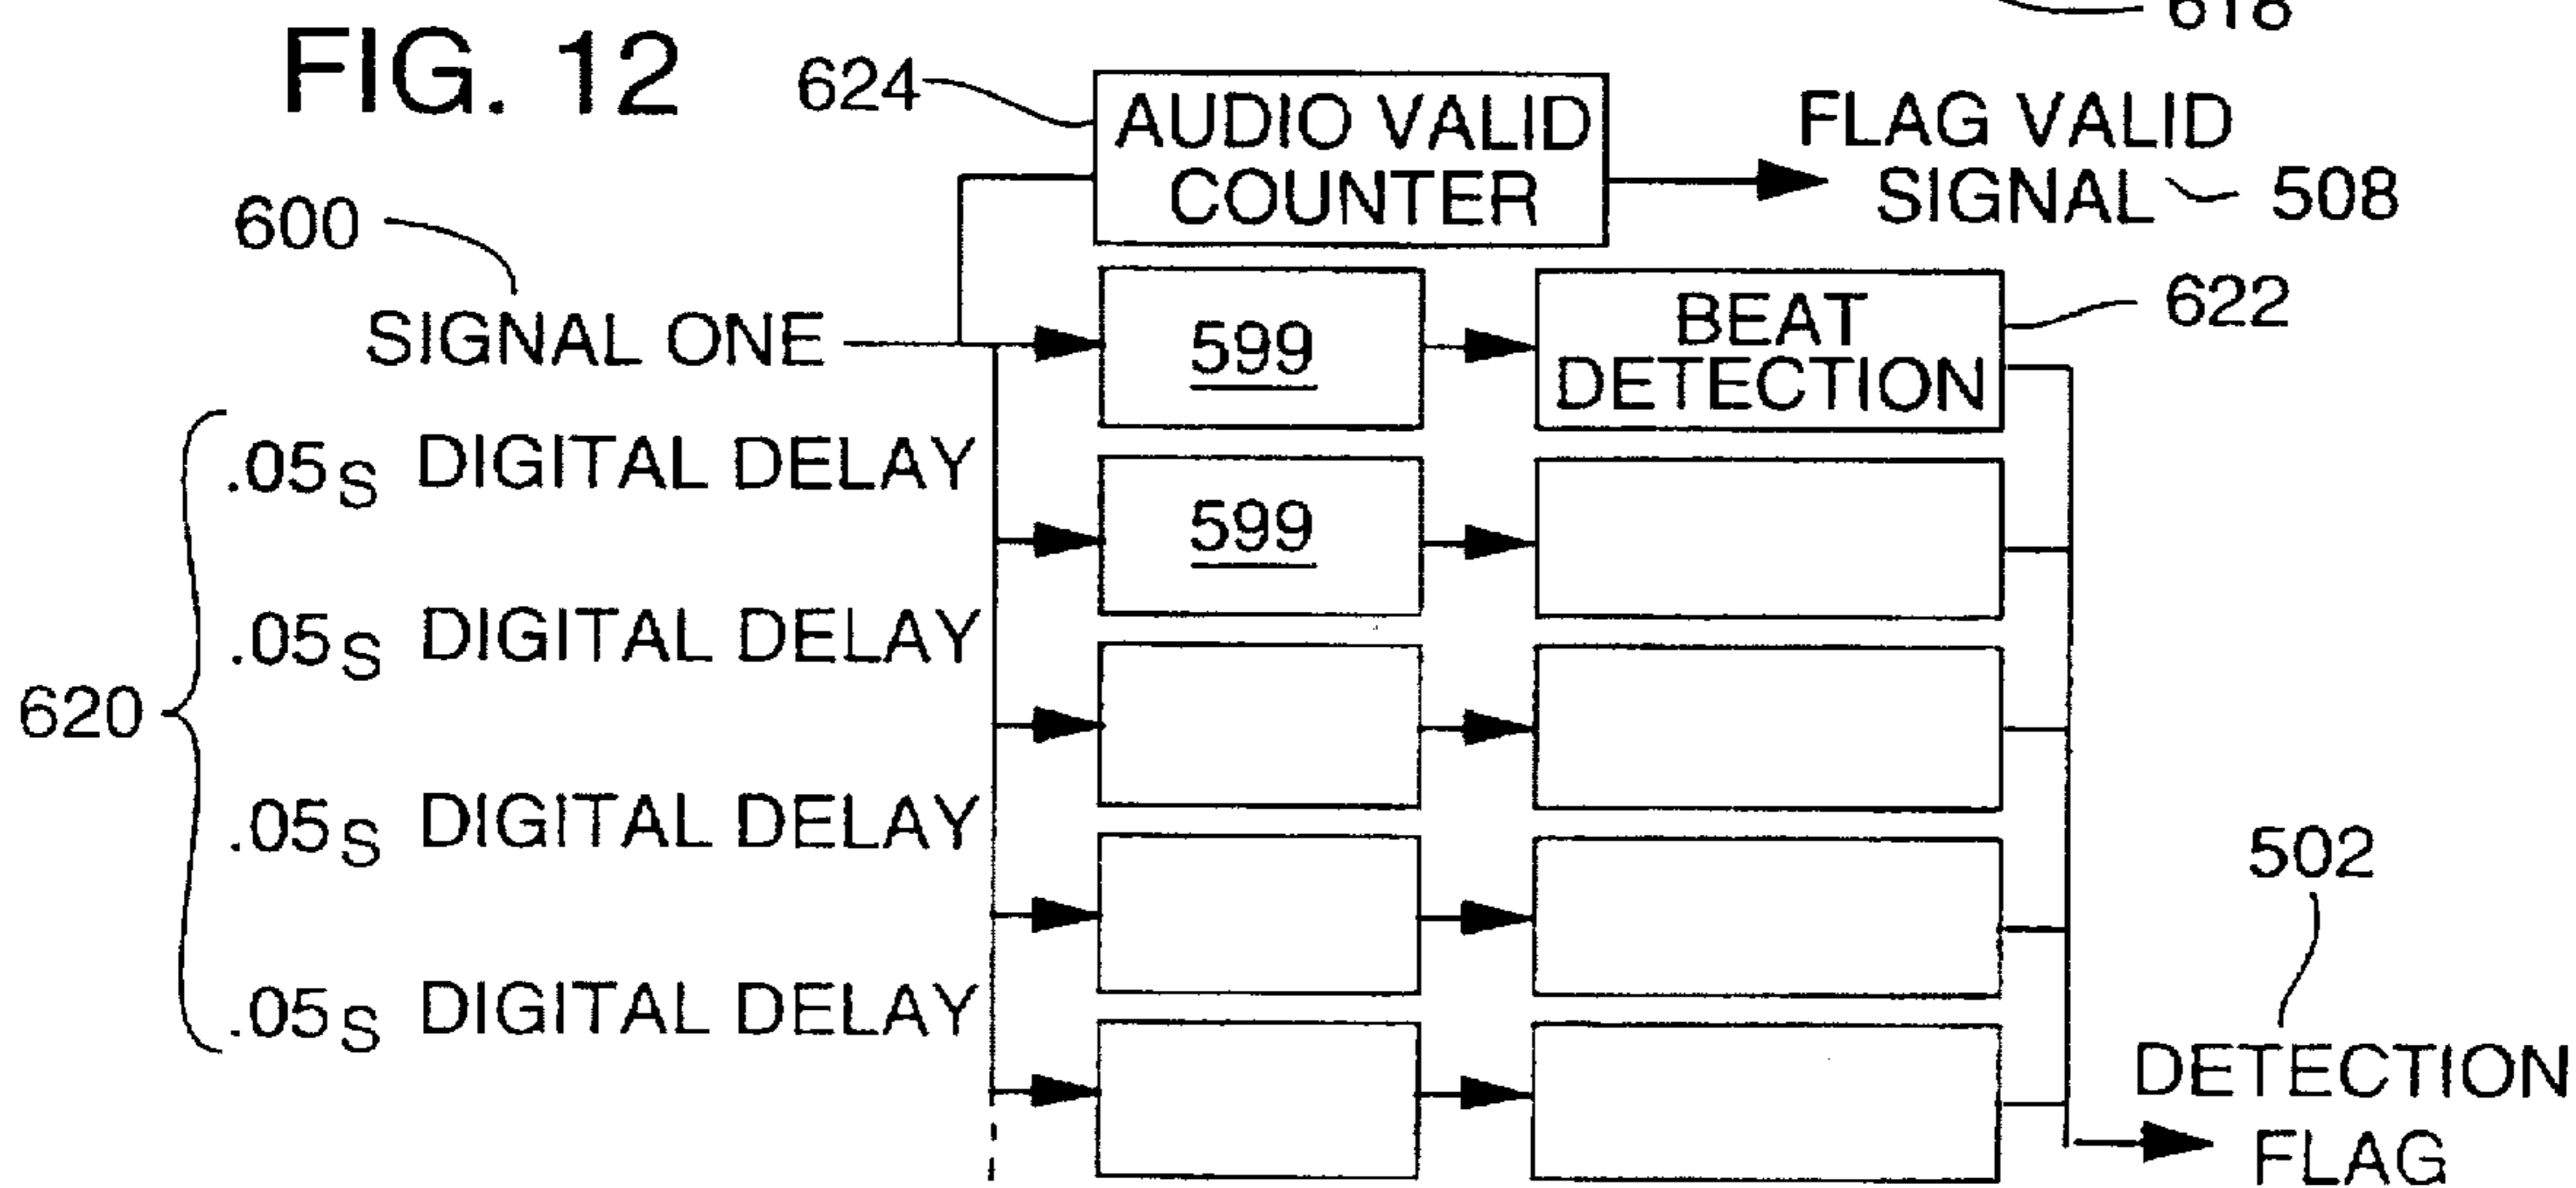 618
FIG. 12
624
AUDIO VALID
COUNTER
FLAG VALID
SIGNAL
508
600
SIGNAL ONE
599
BEAT
DETECTION
622
.05S DIGITAL DELAY
599
.05S DIGITAL DELAY
620
.05S DIGITAL DELAY
.05S DIGITAL DELAY
502
DETECTION
FLAG